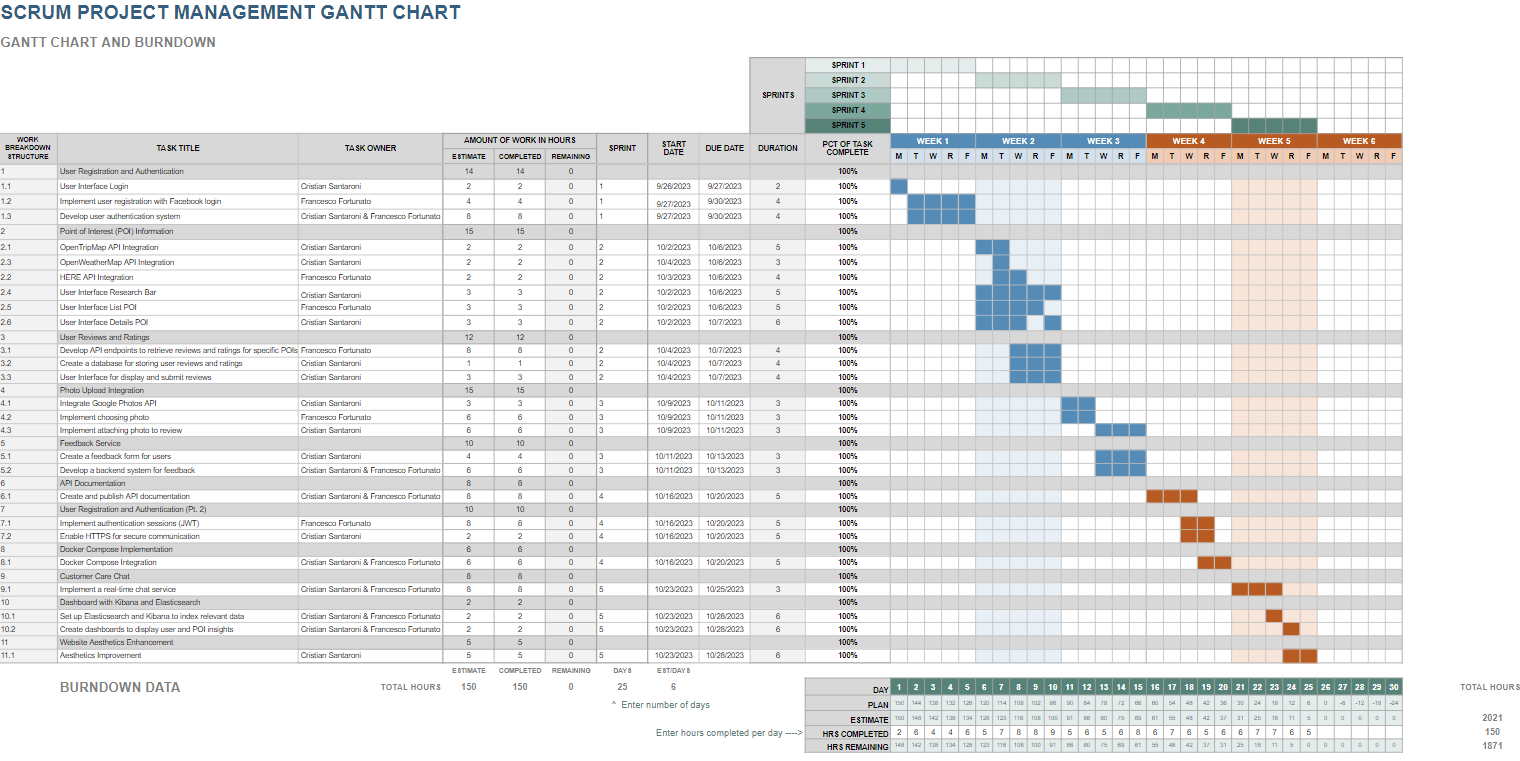 SCRUM PROJECT MANAGEMENT GANTT CHART
GANTT CHART AND BURNDOWN
SPRINTS
SPRINT 1
SPRINT 2
SPRINT 3
SPRINT 4
SPRINT 5
WORK BREAKDOWN STRUCTURE TASK TITLE TASK OWNER AMOUNT OF WORK IN HOURS SPRINT START DATE DUE DATE DURATION PCT OF TASK COMPLETE WEEK 1 WEEK 2 WEEK 3 WEEK 4 WEEK 5 WEEK 6
ESTIMATE COMPLETED REMAINING M T W R F M T W R F M T W R F M T W R F M T W R F M T W R F
1 User Registration and Authentication 14 14 0 100%
1.1 User Interface Login Cristian Santaroni 2 2 0 1 9/26/2023 9/27/2023 2 100%
1.2 Implement user registration with Facebook login Francesco Fortunato 4 4 0 1 9/27/2023 9/30/2023 4 100%
1.3 Develop user authentication system Cristian Santaroni & Francesco Fortunato 8 8 0 1 9/27/2023 9/30/2023 4 100%
2 Point of Interest (POI) Information 15 15 0 100%
2.1 OpenTripMap API Integration Cristian Santaroni 2 2 0 2 10/2/2023 10/6/2023 5 100%
2.3 OpenWeatherMap API Integration Cristian Santaroni 2 2 0 2 10/4/2023 10/6/2023 3 100%
2.2 HERE API Integration Francesco Fortunato 2 2 0 2 10/3/2023 10/6/2023 4 100%
2.4 User Interface Research Bar Cristian Santaroni 3 3 0 2 10/2/2023 10/6/2023 5 100%
2.5 User Interface List POI Francesco Fortunato 3 3 0 2 10/2/2023 10/6/2023 5 100%
2.6 User Interface Details POI Cristian Santaroni 3 3 0 2 10/2/2023 10/7/2023 6 100%
3 User Reviews and Ratings 12 12 0 100%
3.1 Develop API endpoints to retrieve reviews and ratings for specific POIs Francesco Fortunato 8 8 0 2 10/4/2023 10/7/2023 4 100%
3.2 Create a database for storing user reviews and ratings Cristian Santaroni 1 1 0 2 10/4/2023 10/7/2023 4 100%
3.3 User Interface for display and submit reviews Cristian Santaroni 3 3 0 2 10/4/2023 10/7/2023 4 100%
4 Photo Upload Integration 15 15 0 100%
4.1 Integrate Google Photos API Cristian Santaroni 3 3 0 3 10/9/2023 10/11/2023 3 100%
4.2 Implement choosing photo Francesco Fortunato 6 6 0 3 10/9/2023 10/11/2023 3 100%
4.3 Implement attaching photo to review Cristian Santaroni 6 6 0 3 10/9/2023 10/11/2023 3 100%
5 Feedback Service 10 10 0 100%
5.1 Create a feedback form for users Cristian Santaroni 4 4 0 3 10/11/2023 10/13/2023 3 100%
5.2 Develop a backend system for feedback Cristian Santaroni & Francesco Fortunato 6 6 0 3 10/11/2023 10/13/2023 3 100%
6 API Documentation 8 8 0 100%
6.1 Create and publish API documentation Cristian Santaroni & Francesco Fortunato 8 8 0 4 10/16/2023 10/20/2023 5 100%
7 User Registration and Authentication (Pt. 2) 10 10 0 100%
7.1 Implement authentication sessions (JWT) Francesco Fortunato 8 8 0 4 10/16/2023 10/20/2023 5 100%
7.2 Enable HTTPS for secure communication Cristian Santaroni 2 2 0 4 10/16/2023 10/20/2023 5 100%
8 Docker Compose Implementation 6 6 0 100%
8.1 Docker Compose Integration Cristian Santaroni & Francesco Fortunato 6 6 0 4 10/16/2023 10/20/2023 5 100%
9 Customer Care Chat 8 8 0 100%
9.1 Implement a real-time chat service Cristian Santaroni & Francesco Fortunato 8 8 0 5 10/23/2023 10/25/2023 3 100%
10 Dashboard with Kibana and Elasticsearch 2 2 0 100%
10.1 Set up Elasticsearch and Kibana to index relevant data Cristian Santaroni & Francesco Fortunato 2 2 0 5 10/23/2023 10/28/2023 6 100%
10.2 Create dashboards to display user and POI insights Cristian Santaroni & Francesco Fortunato 2 2 0 5 10/23/2023 10/28/2023 6 100%
11 Website Aesthetics Enhancement 5 5 0 100%
11.1 Aesthetics Improvement Cristian Santaroni 5 5 0 5 10/23/2023 10/28/2023 6 100%
ESTIMATE COMPLETED REMAINING DAYS EST/DAYS
BURNDOWN DATA TOTAL HOURS 150 150 0 25 6
DAY 1 2 3 4 5 6 7 8 9 10 11 12 13 14 15 16 17 18 19 20 21 22 23 24 25 26 27 28 29 30 TOTAL HOURS
^ Enter number of days
PLAN 150 144 138 132 126 120 114 108 102 96 90 84 78 72 66 60 54 48 42 36 30 24 18 12 6 0 -6 -12 -18 -24
ESTIMATE 150 148 142 138 134 128 123 116 108 100 91 86 80 75 69 61 55 48 42 37 31 25 18 11 5 0 0 0 0 0 2021
Enter hours completed per day ----> HRS COMPLETED 2 6 4 4 6 5 7 8 8 9 5 6 5 6 8 6 7 6 5 6 6 7 7 6 5 150
HRS REMAINING 148 142 138 134 128 123 116 108 100 91 86 80 75 69 61 55 48 42 37 31 25 18 11 5 0 0 0 0 0 0 1871